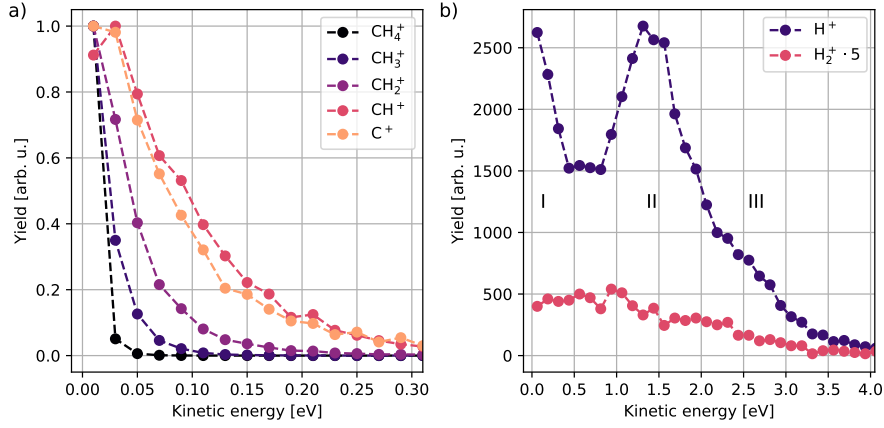 a)
Yield [arb. u.]
1.0
0.8
0.6
0.4
0.2
0.0
CH₄⁺
CH₃⁺
CH₂⁺
CH⁺
C⁺
0.00 0.05 0.10 0.15 0.20 0.25 0.30
Kinetic energy [eV]
b)
Yield [arb. u.]
2500
2000
1500
1000
500
0
H⁺
H₂⁺ · 5
I II III
0.0 0.5 1.0 1.5 2.0 2.5 3.0 3.5 4.0
Kinetic energy [eV]